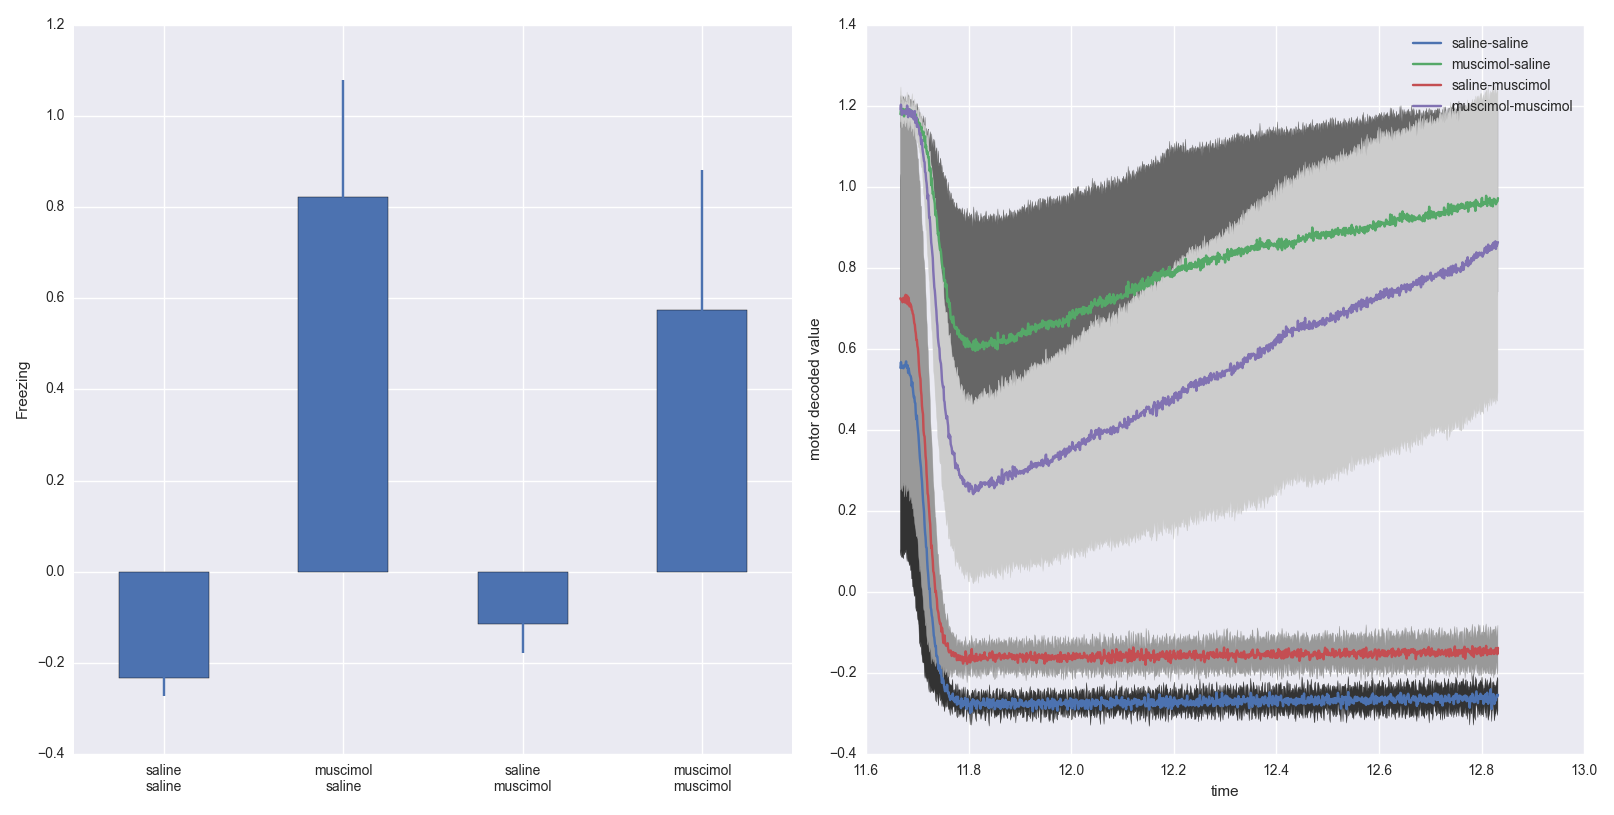 Freezing
1.2
1.0
0.8
0.6
0.4
0.2
0.0
−0.2
−0.4
saline
saline
muscimol
saline
saline
muscimol
muscimol
muscimol
motor decoded value
1.4
1.2
1.0
0.8
0.6
0.4
0.2
0.0
−0.2
−0.4
saline-saline
muscimol-saline
saline-muscimol
muscimol-muscimol
11.6 11.8 12.0 12.2 12.4 12.6 12.8 13.0
time